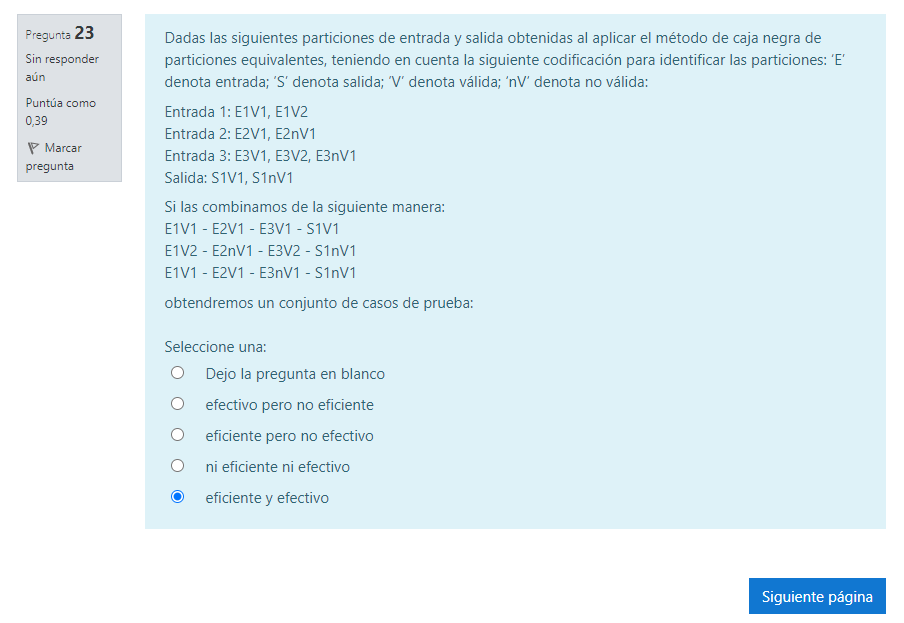 Pregunta 23
Sin responder
aún
Puntúa como
0,39
Marcar
pregunta
Dadas las siguientes particiones de entrada y salida obtenidas al aplicar el método de caja negra de
particiones equivalentes, teniendo en cuenta la siguiente codificación para identificar las particiones: ‘E’
denota entrada; ‘S’ denota salida; ‘V’ denota válida; ‘nV’ denota no válida:
Entrada 1: E1V1, E1V2
Entrada 2: E2V1, E2nV1
Entrada 3: E3V1, E3V2, E3nV1
Salida: S1V1, S1nV1
Si las combinamos de la siguiente manera:
E1V1 - E2V1 - E3V1 - S1V1
E1V2 - E2nV1 - E3V2 - S1nV1
E1V1 - E2V1 - E3nV1 - S1nV1
obtendremos un conjunto de casos de prueba:
Seleccione una:
Dejo la pregunta en blanco
efectivo pero no eficiente
eficiente pero no efectivo
ni eficiente ni efectivo
eficiente y efectivo
Siguiente página